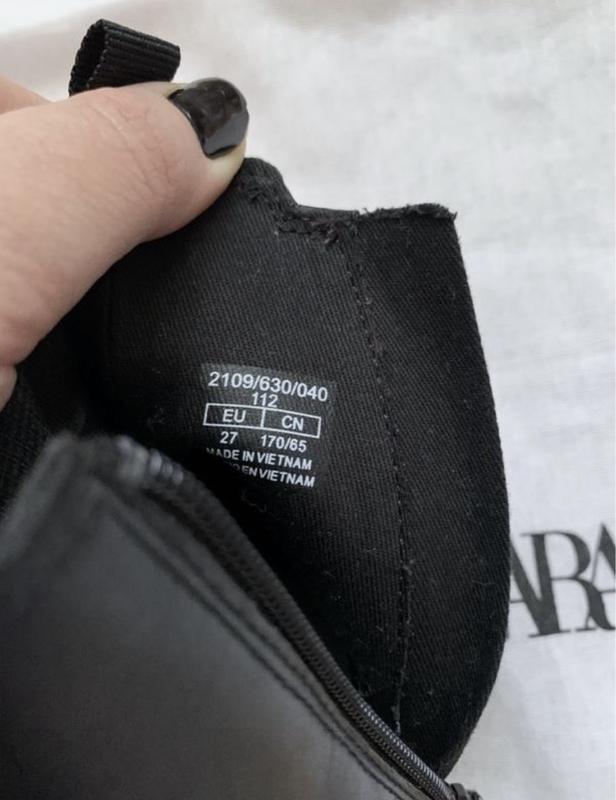 2109/630/040
112
EU CN
27 170/65
MADE IN VIETNAM
EN VIETNAM
ARA